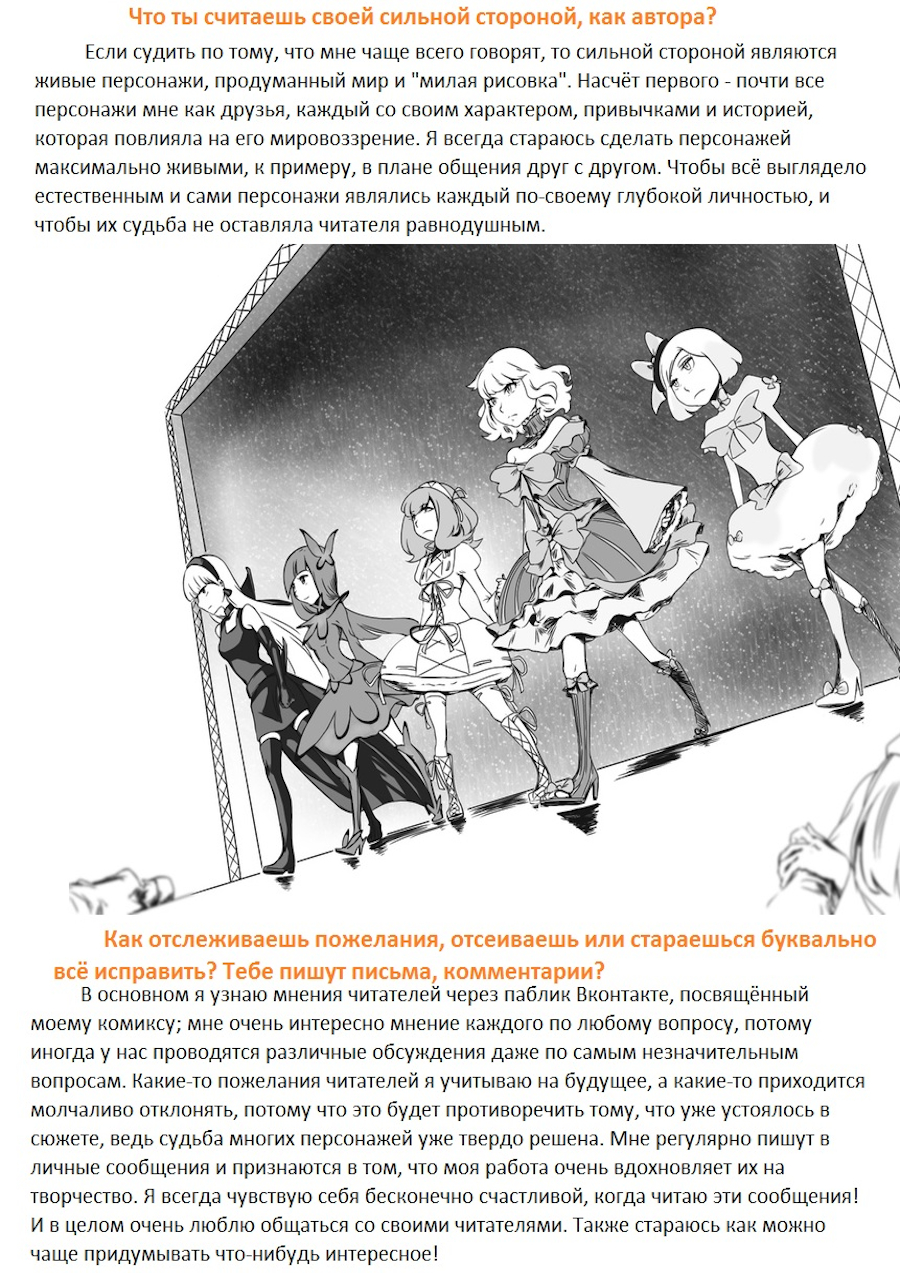 Что ты считаешь своей сильной стороной, как автора?
Если судить по тому, что мне чаще всего говорят, то сильной стороной являются
живые персонажи, продуманный мир и "милая рисовка". Насчёт первого - почти все
персонажи мне как друзья, каждый со своим характером, привычками и историей,
которая повлияла на его мировоззрение. Я всегда стараюсь сделать персонажей
максимально живыми, к примеру, в плане общения друг с другом. Чтобы всё выглядело
естественным и сами персонажи являлись каждый по-своему глубокой личностью, и
чтобы их судьба не оставляла читателя равнодушным.
Как отслеживаешь пожелания, отсеиваешь или стараешься буквально
всё исправить? Тебе пишут письма, комментарии?
В основном я узнаю мнения читателей через паблик Вконтакте, посвящённый
моему комиксу; мне очень интересно мнение каждого по любому вопросу, потому
иногда у нас проводятся различные обсуждения даже по самым незначительным
вопросам. Какие-то пожелания читателей я учитываю на будущее, а какие-то приходится
молчаливо отклонять, потому что это будет противоречить тому, что уже устоялось в
сюжете, ведь судьба многих персонажей уже твердо решена. Мне регулярно пишут в
личные сообщения и признаются в том, что моя работа очень вдохновляет их на
творчество. Я всегда чувствую себя бесконечно счастливой, когда читаю эти сообщения!
И в целом очень люблю общаться со своими читателями. Также стараюсь как можно
чаще придумывать что-нибудь интересное!